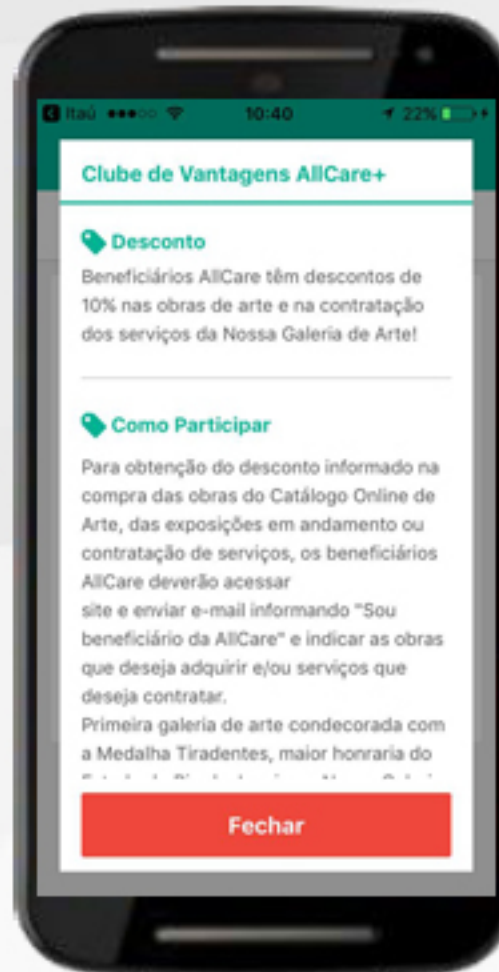 Itaú 10:40 22%
Clube de Vantagens AllCare+
Desconto
Beneficiários AllCare têm descontos de
10% nas obras de arte e na contratação
dos serviços da Nossa Galeria de Arte!
Como Participar
Para obtenção do desconto informado na
compra das obras do Catálogo Online de
Arte, das exposições em andamento ou
contratação de serviços, os beneficiários
AllCare deverão acessar
site e enviar e-mail informando "Sou
beneficiário da AllCare" e indicar as obras
que deseja adquirir e/ou serviços que
deseja contratar.
Primeira galeria de arte condecorada com
a Medalha Tiradentes, maior honraria do
Fechar